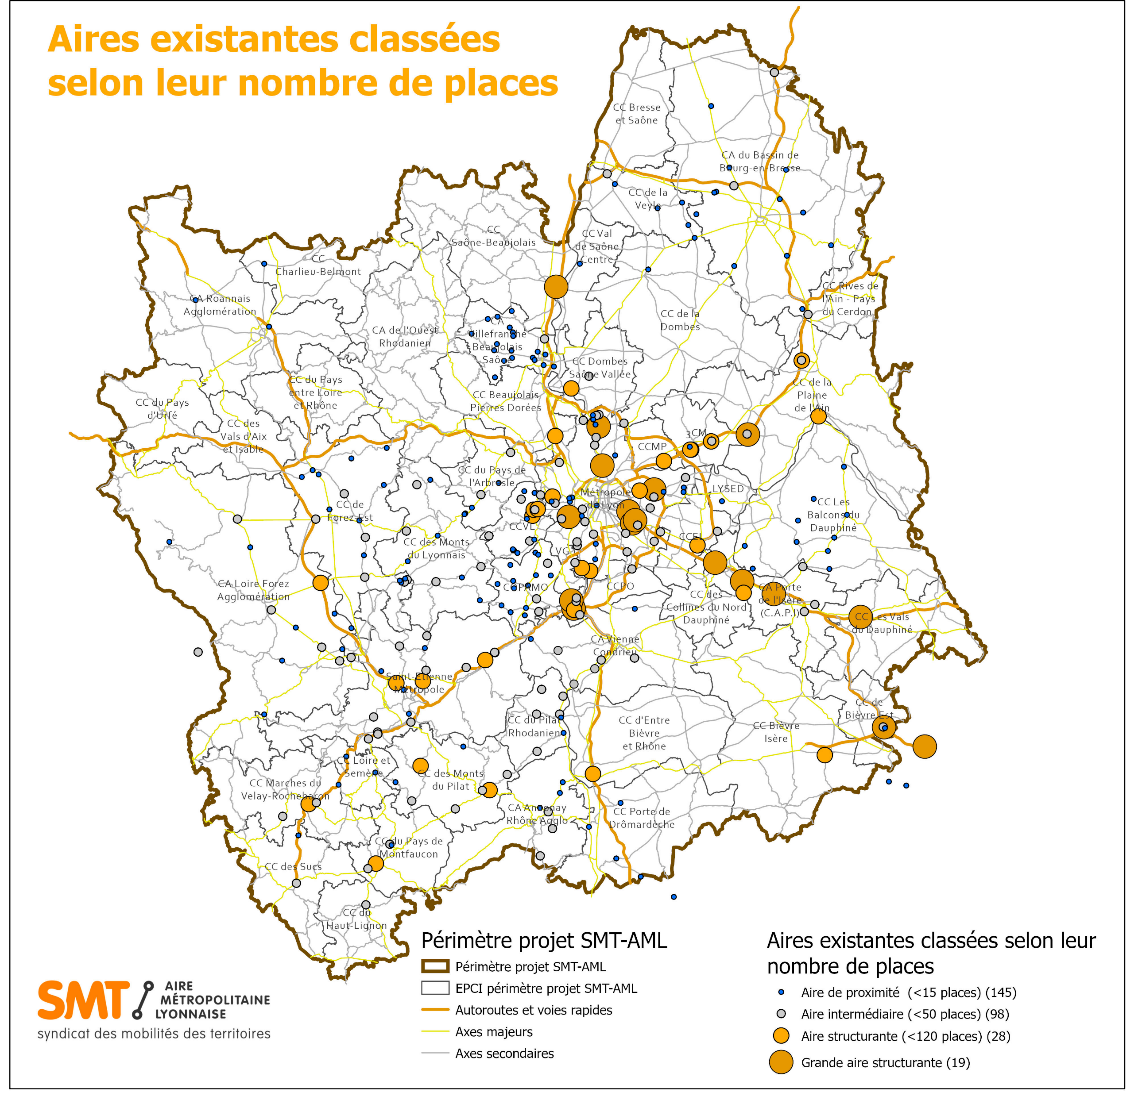 Aires existantes classées
selon leur nombre de places
CC Bresse
et Saône
CA du Bassin de
Bourg-en-Bresse
CC de la
Veyle
CC
Saône-Beaujolais
CC Val
de Saône
Centre
CC
Charlieu-Belmont
CA Roannais
Agglomération
CC Rives de
l'Ain - Pays
du Cerdon
CC de la
Dombes
CA de l'Ouest
Rhodanien
CA
Villefranche
Beaujolais
Saône
CC Dombes
Saône Vallée
CC du Pays
entre Loire
et Rhône
CC de la
Plaine
de l'Ain
CC Beaujolais
Pierres Dorées
CC du Pays
d'Urfé
CC des
Vals d'Aix
et Isable
CCMP
CC du Pays de
l'Arbresle
LYSED
Métropole
de Lyon
CC de
Forez-Est
CC Les
Balcons du
Dauphiné
CCVL
CC des Monts
du Lyonnais
CA Loire Forez
Agglomération
CCPO
CC des
Collines du Nord
Dauphiné
CA Porte
de l'Isère
(C.A.P.I)
CC Les Vals
du Dauphiné
CA Vienne
Condrieu
Saint-Etienne
Métropole
CC de
Bièvre Est
CC du Pilat
Rhodanien
CC d'Entre
Bièvre
et Rhône
CC Bièvre
Isère
CC Loire et
Semène
CC des Monts
du Pilat
CC Marches du
Velay-Rochebaron
CA Annonay
Rhône Agglo
CC Porte de
Drômardèche
CC du Pays de
Montfaucon
CC des Sucs
CC du
Haut-Lignon
Périmètre projet SMT-AML
Périmètre projet SMT-AML
EPCI périmètre projet SMT-AML
Autoroutes et voies rapides
Axes majeurs
Axes secondaires
Aires existantes classées selon leur
nombre de places
Aire de proximité (<15 places) (145)
Aire intermédiaire (<50 places) (98)
Aire structurante (<120 places) (28)
Grande aire structurante (19)
SMT
AIRE
MÉTROPOLITAINE
LYONNAISE
syndicat des mobilités des territoires